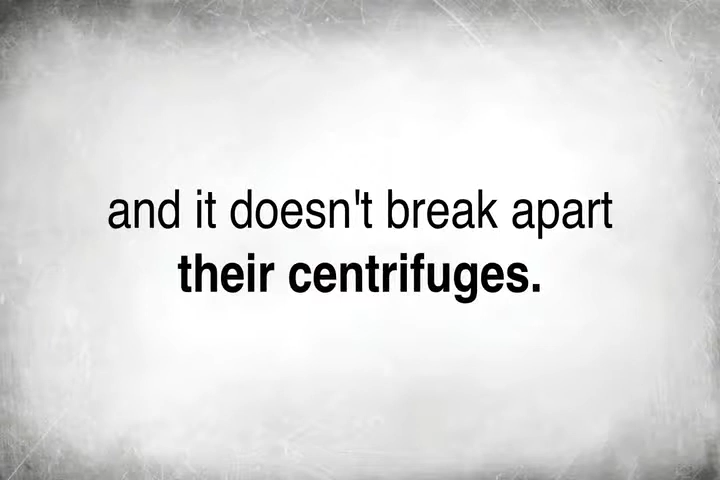 and it doesn't break apart
their centrifuges.